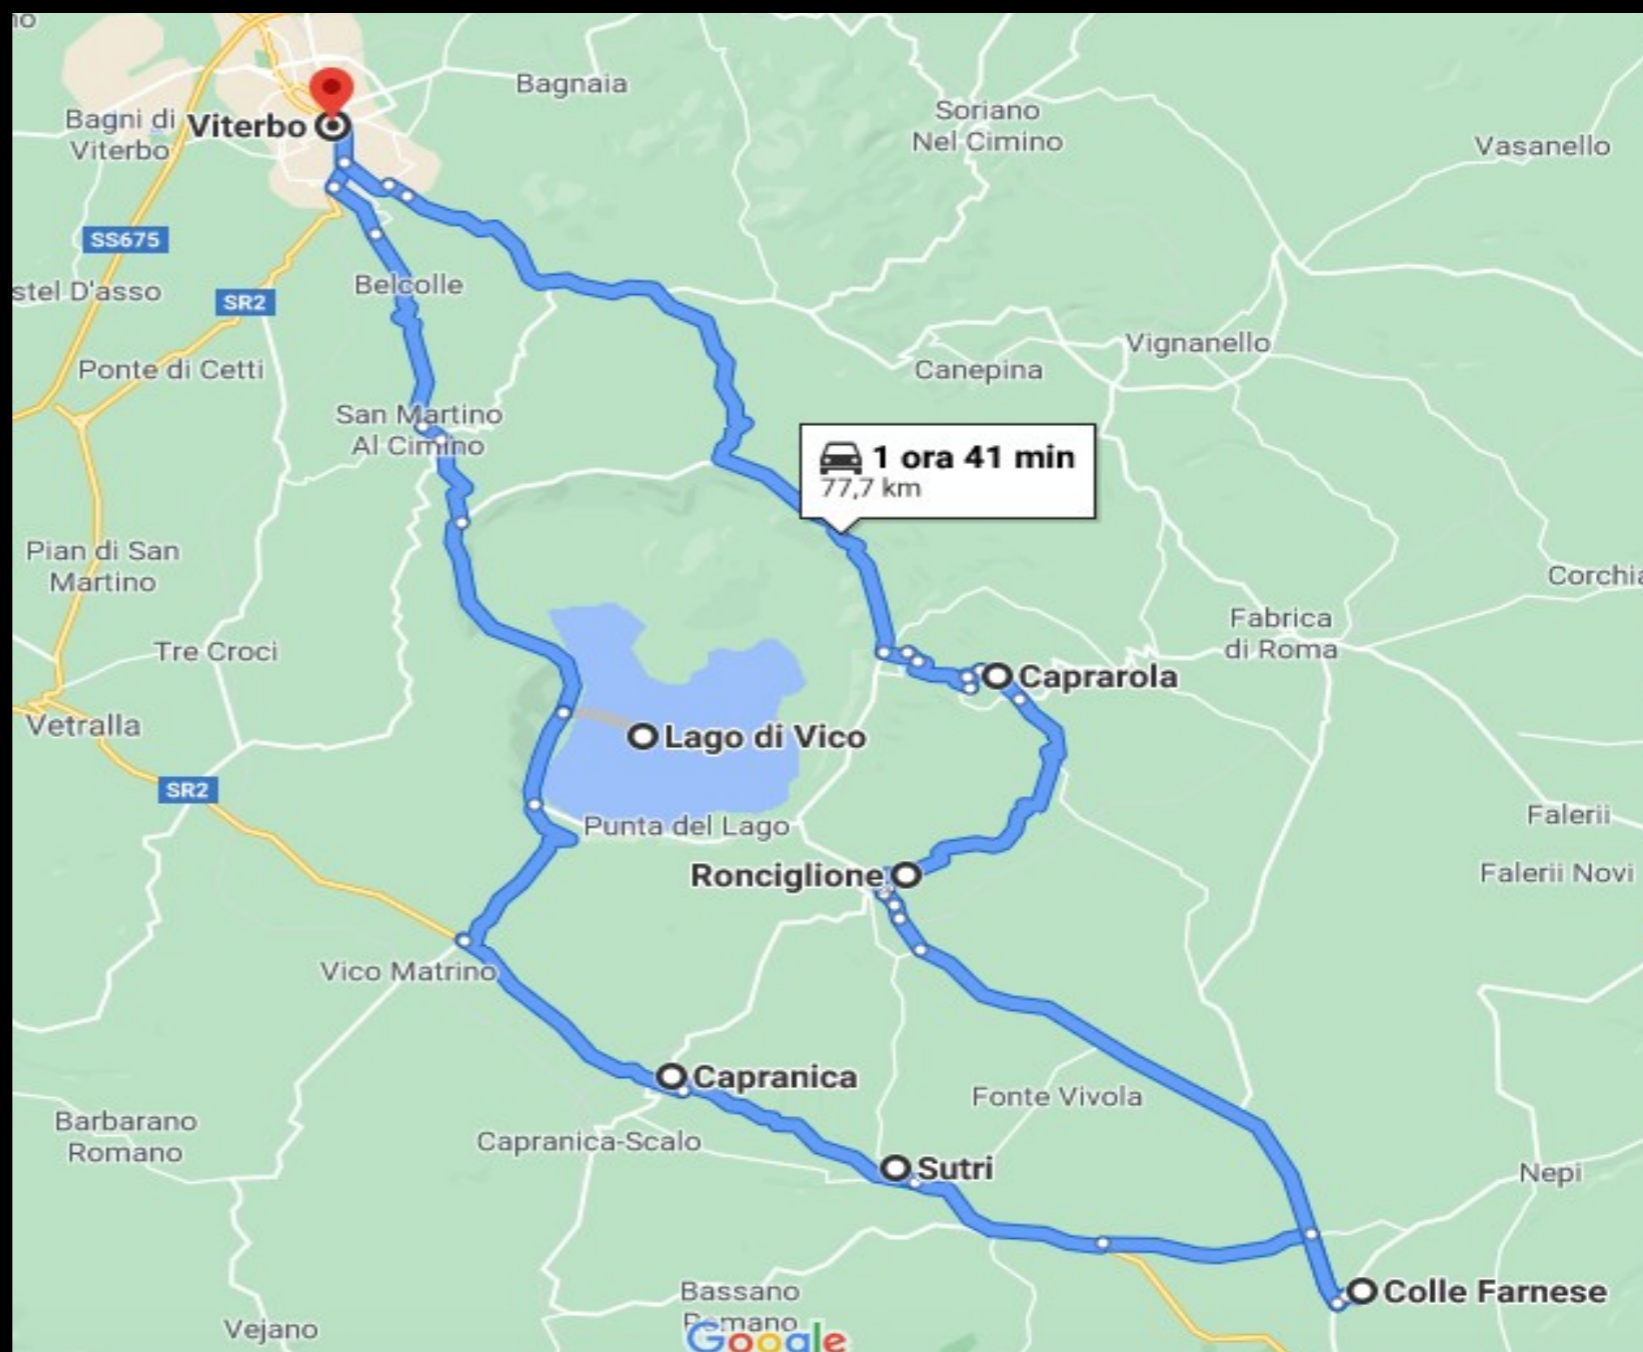 Bagnaia
Soriano
Nel Cimino
Bagni di
Viterbo
Viterbo
Vasanello
SS675
Belcolle
stel D'asso
SR2
Vignanello
Ponte di Cetti
Canepina
San Martino
Al Cimino
1 ora 41 min
77,7 km
Pian di San
Martino
Corchia
Fabrica
di Roma
Tre Croci
Caprarola
Vetralla
Lago di Vico
SR2
Punta del Lago
Falerii
Ronciglione
Falerii Novi
Vico Matrino
Capranica
Fonte Vivola
Barbarano
Romano
Capranica-Scalo
Sutri
Nepi
Bassano
Romano
Colle Farnese
Vejano
Google